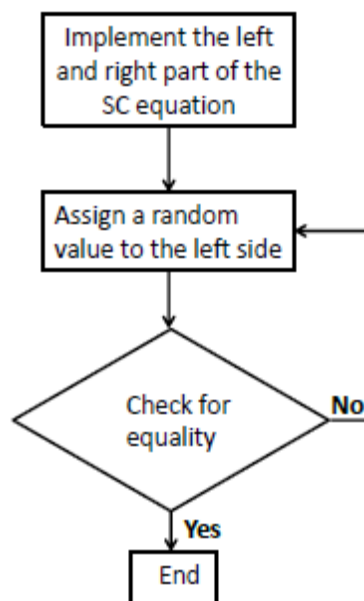 Implement the left
and right part of the
SC equation
Assign a random
value to the left side
Check for
equality
No
Yes
End